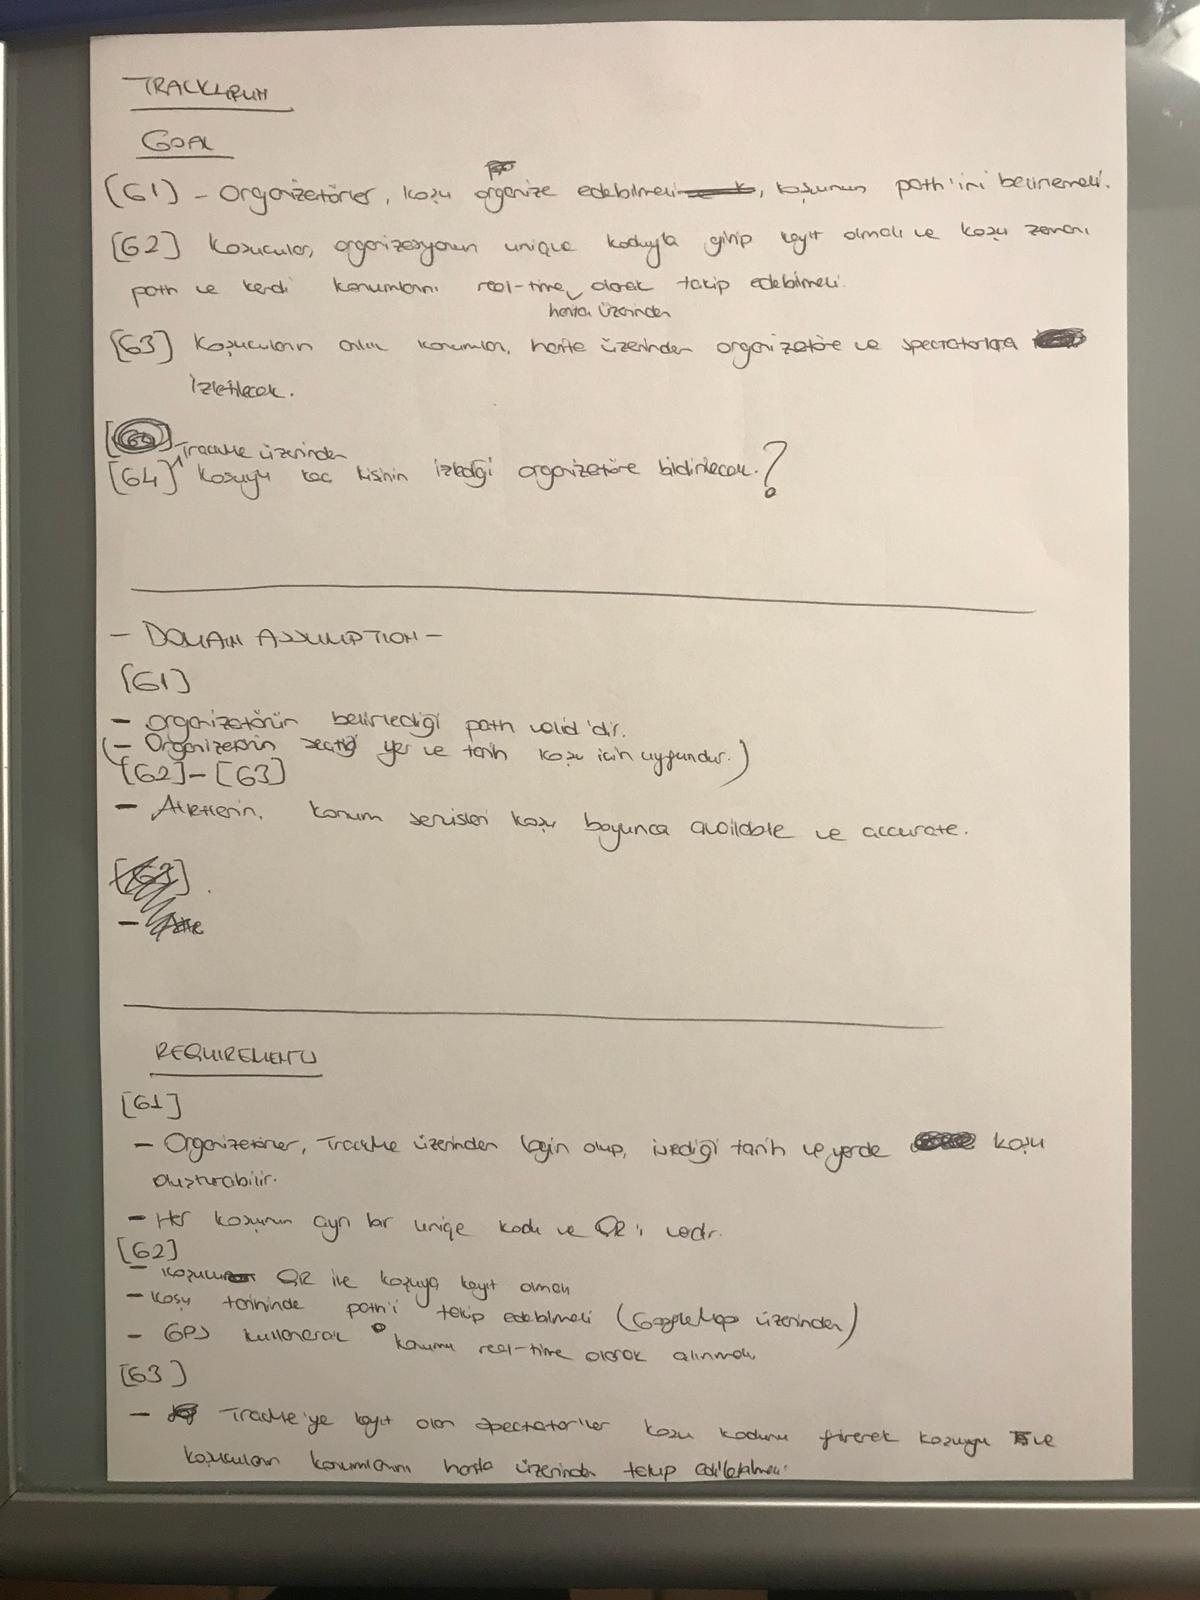 TRACK4RUN
GOAL
[G1] - Organizatörler, koşu organize edebilmeli, koşunun path'ini belirlemeli.
[G2] Koşucular, organizasyonun unique koduyla girip kayıt olmalı ve koşu zamanı
path ve kendi konumlarını real-time olarak takip edebilmeli.
harita üzerinden
[G3] Koşucuların anlık konumları, harita üzerinden organizatöre ve spectatorlara
izletilecek.
TrackMe üzerinden
[G4] Koşuyu kaç kişinin izlediği organizatöre bildirilecek. ?
- DOMAIN ASSUMPTION -
[G1]
- Organizatörün belirlediği path valid'dir.
(- Organizatörün seçtiği yer ve tarih koşu için uygundur.)
[G2] - [G3]
- Atletlerin, konum servisleri koşu boyunca available ve accurate.
REQUIREMENTS
[G1]
- Organizatörler, TrackMe üzerinden login olup, istediği tarih ve yerde koşu
oluşturabilir.
- Her koşunun ayrı bir uniqe kodu ve QR'ı vardır.
[G2]
- QR ile koşuya kayıt olmalı
- Koşu tarihinde path'i takip edebilmeli (GoogleMap üzerinden)
- GPS kullanarak konumu real-time olarak alınmalı
[G3]
- TrackMe'ye kayıt olan spectator'ler koşu kodunu girerek koşuyu ve
koşucuların konumlarını harita üzerinden takip edebilmeli.